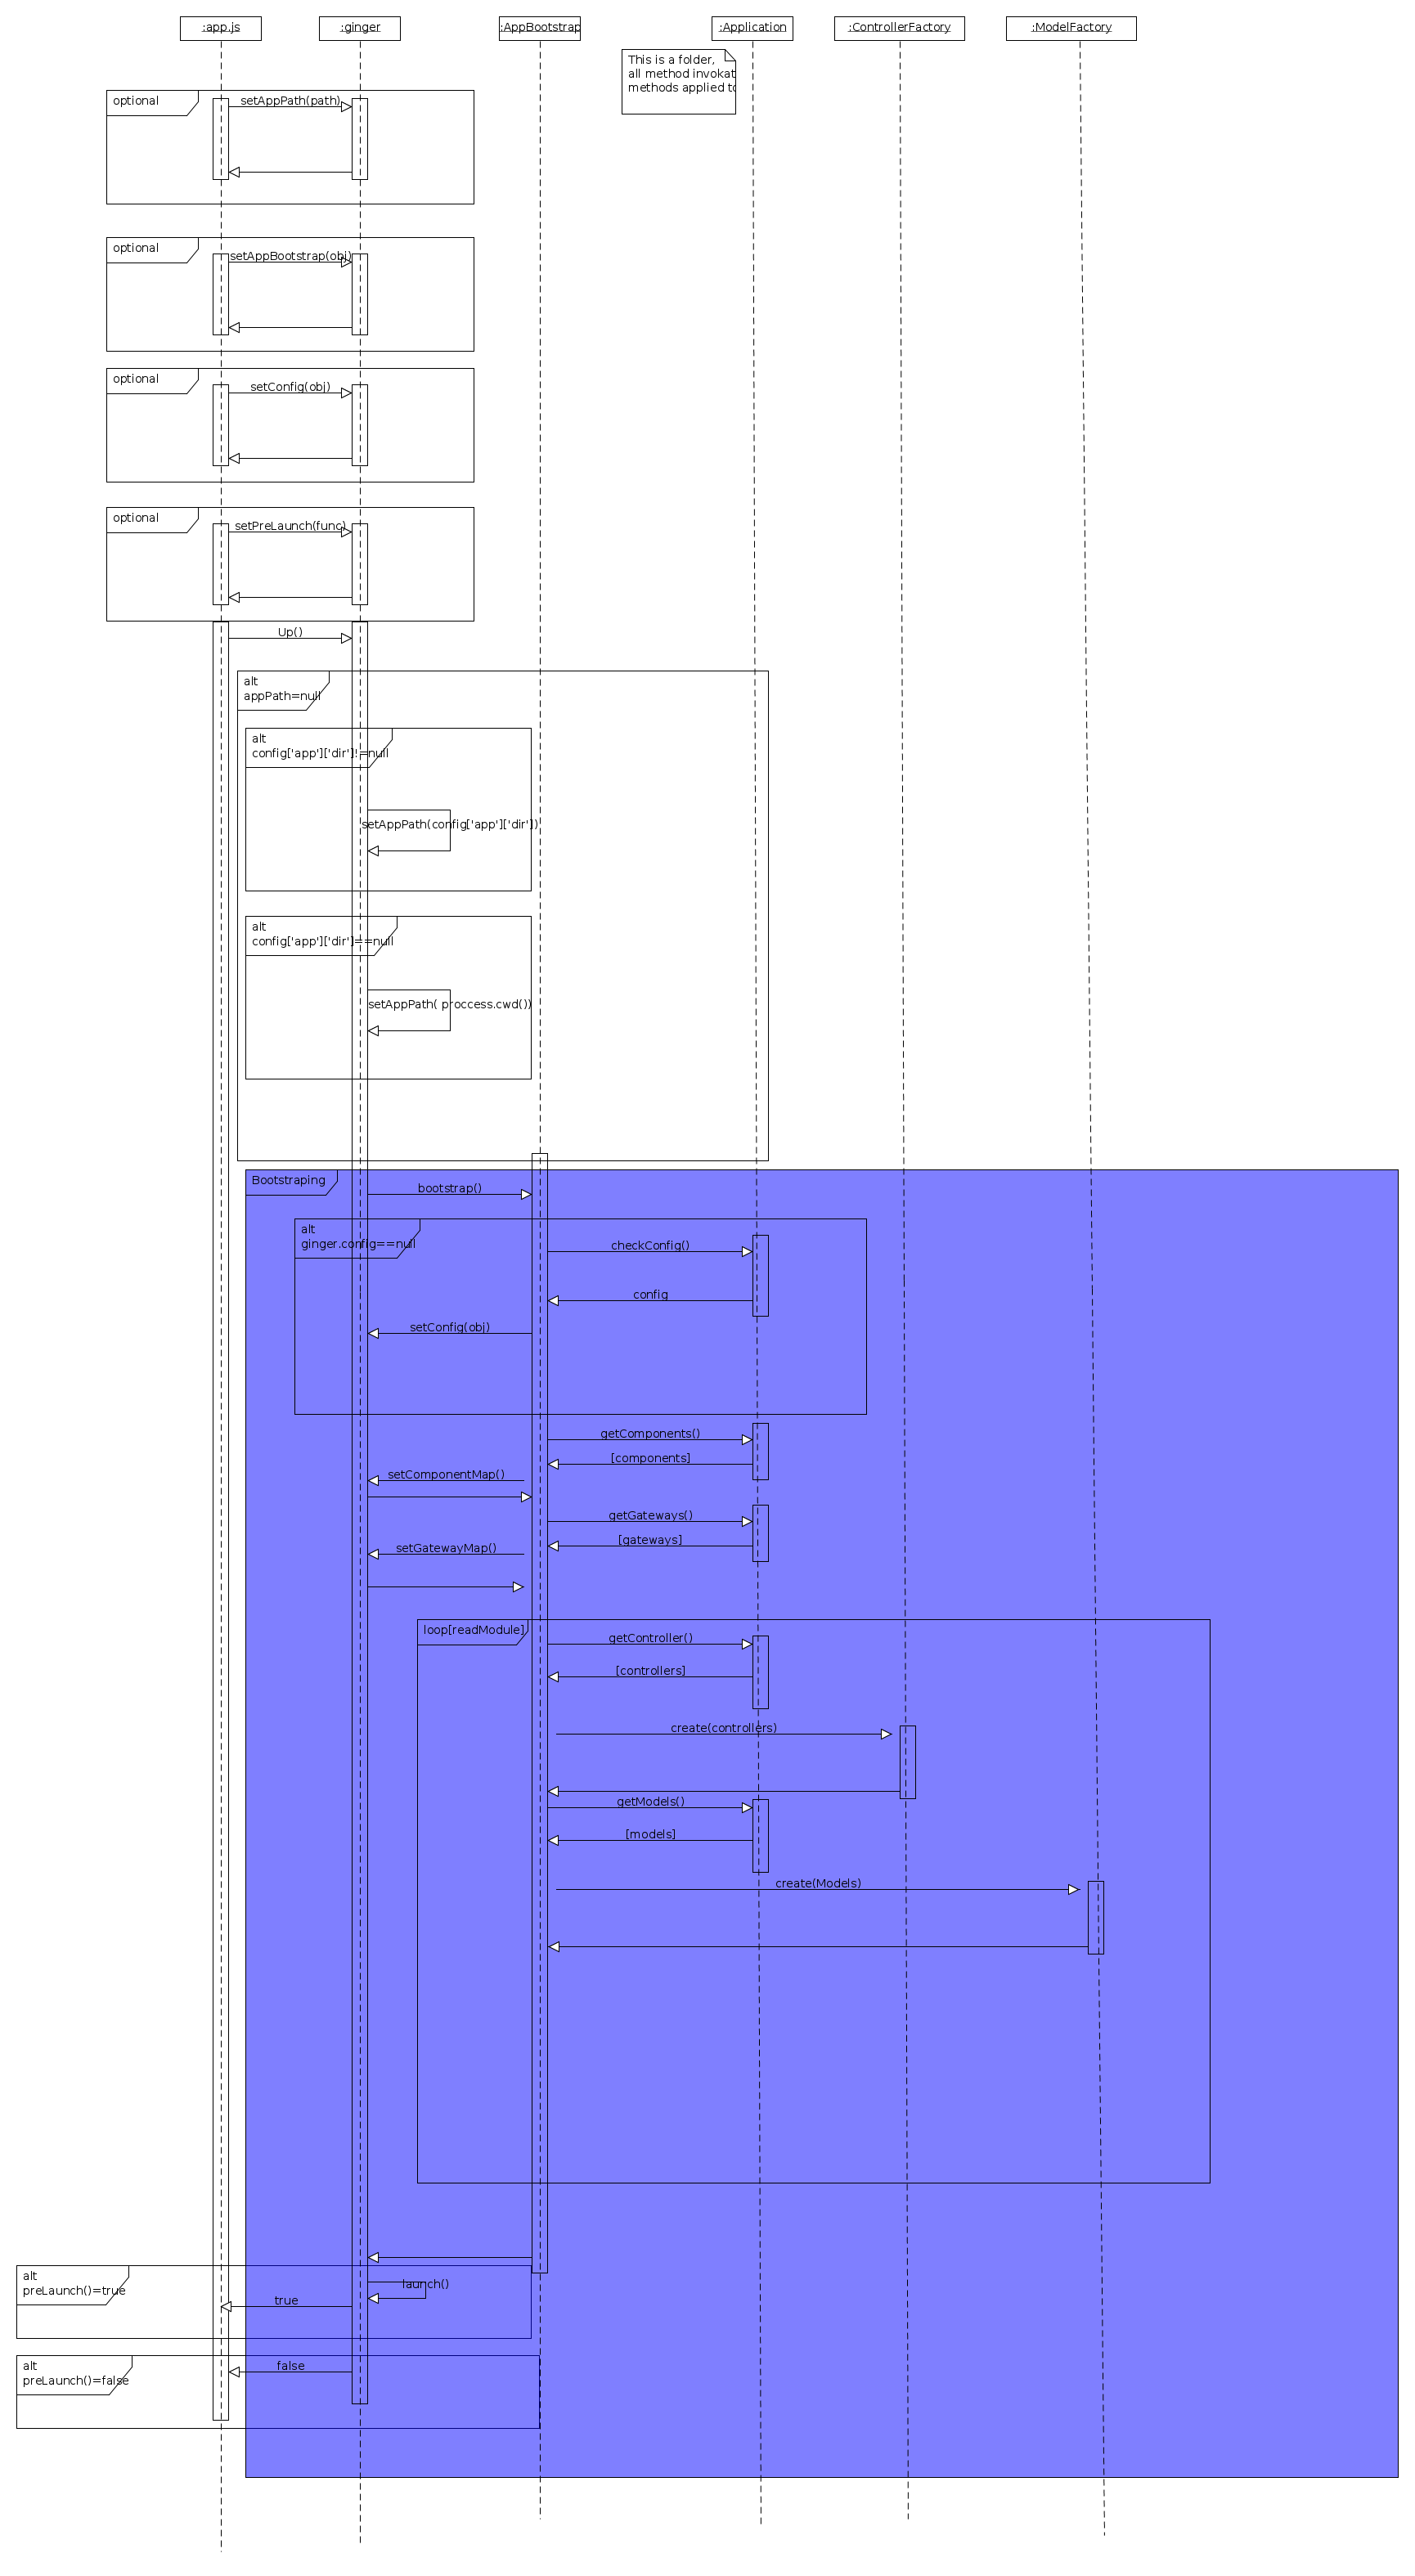 :app.js
:ginger
:AppBootstrap
:Application
:ControllerFactory
:ModelFactory
This is a folder,
all method invokat
methods applied to
optional
setAppPath(path)
optional
setAppBootstrap(obj)
optional
setConfig(obj)
optional
setPreLaunch(func)
Up()
alt
appPath=null
alt
config['app']['dir']!=null
setAppPath(config['app']['dir'])
alt
config['app']['dir']==null
setAppPath( proccess.cwd())
Bootstraping
bootstrap()
alt
ginger.config==null
checkConfig()
config
setConfig(obj)
getComponents()
[components]
setComponentMap()
getGateways()
[gateways]
setGatewayMap()
loop[readModule]
getController()
[controllers]
create(controllers)
getModels()
[models]
create(Models)
alt
preLaunch()=true
launch()
true
alt
preLaunch()=false
false